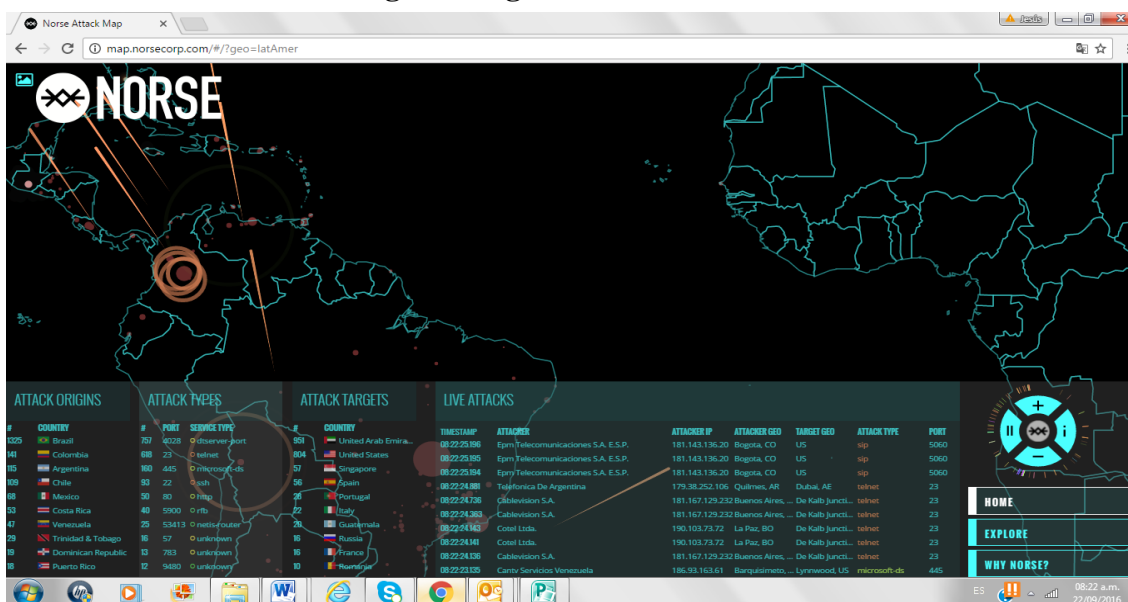 Norse Attack Map
Jesús
map.norsecorp.com/#/?geo=latAmer
NORSE
ATTACK ORIGINS
# COUNTRY
1325 Brazil
141 Colombia
115 Argentina
109 Chile
68 Mexico
53 Costa Rica
47 Venezuela
29 Trinidad & Tobago
19 Dominican Republic
18 Puerto Rico
ATTACK TYPES
# PORT SERVICE TYPE
757 4028 dtserver-port
618 23 telnet
160 445 microsoft-ds
93 22 ssh
50 80 http
40 5900 rfb
25 53413 netis-router
16 57 unknown
13 783 unknown
12 9480 unknown
ATTACK TARGETS
# COUNTRY
951 United Arab Emira...
804 United States
57 Singapore
56 Spain
28 Portugal
22 Italy
20 Guatemala
16 Russia
16 France
10 Romania
LIVE ATTACKS
TIMESTAMP ATTACKER ATTACKER IP ATTACKER GEO TARGET GEO ATTACK TYPE PORT
08:22:25.196 Epm Telecomunicaciones S.A. E.S.P. 181.143.136.20 Bogota, CO US sip 5060
08:22:25.195 Epm Telecomunicaciones S.A. E.S.P. 181.143.136.20 Bogota, CO US sip 5060
08:22:25.194 Epm Telecomunicaciones S.A. E.S.P. 181.143.136.20 Bogota, CO US sip 5060
08:22:24.881 Telefonica De Argentina 179.38.252.106 Quilmes, AR Dubai, AE telnet 23
08:22:24.736 Cablevision S.A. 181.167.129.232 Buenos Aires, ... De Kalb Juncti... telnet 23
08:22:24.363 Cablevision S.A. 181.167.129.232 Buenos Aires, ... De Kalb Juncti... telnet 23
08:22:24.143 Cotel Ltda. 190.103.73.72 La Paz, BO De Kalb Juncti... telnet 23
08:22:24.141 Cotel Ltda. 190.103.73.72 La Paz, BO De Kalb Juncti... telnet 23
08:22:24.136 Cablevision S.A. 181.167.129.232 Buenos Aires, ... De Kalb Juncti... telnet 23
08:22:23.135 Cantv Servicios Venezuela 186.93.163.61 Barquisimeto, ... Lynnwood, US microsoft-ds 445
HOME
EXPLORE
WHY NORSE?
ES
08:22 a.m.
22/09/2016